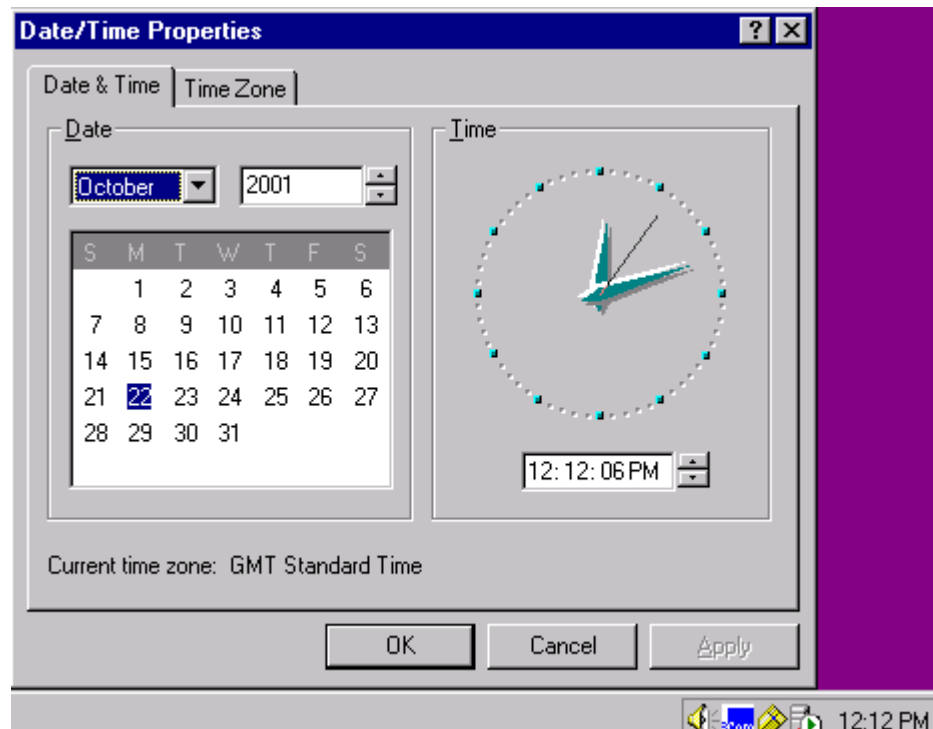 Date/Time Properties
Date & Time
Time Zone
Date
Time
October
2001
S M T W T F S
1 2 3 4 5 6
7 8 9 10 11 12 13
14 15 16 17 18 19 20
21 22 23 24 25 26 27
28 29 30 31
12:12:06 PM
Current time zone: GMT Standard Time
OK
Cancel
Apply
3Com
12:12 PM